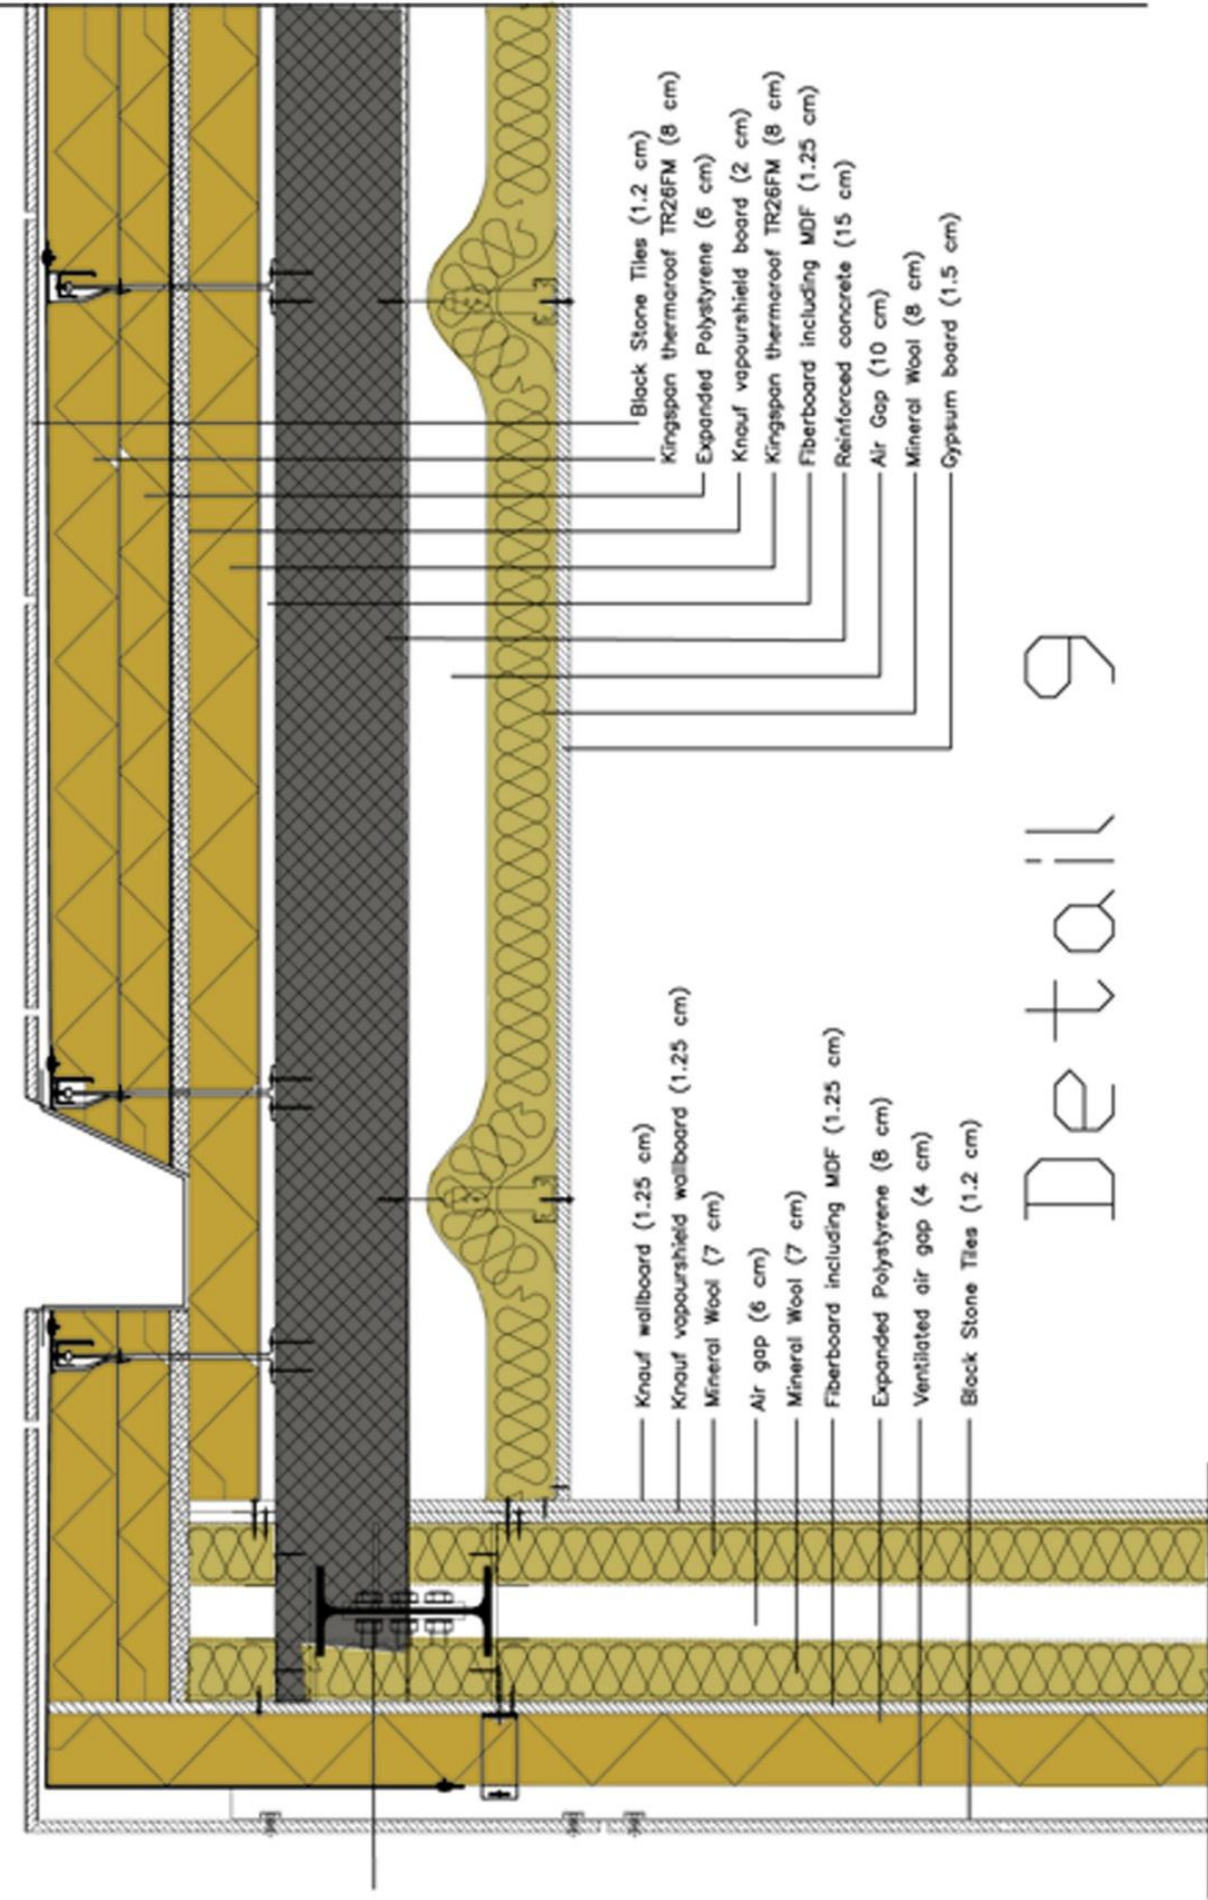 Black Stone Tiles (1.2 cm)
Kingspan thermaroof TR26FM (8 cm)
Expanded Polystyrene (6 cm)
Knauf vapourshield board (2 cm)
Kingspan thermaroof TR26FM (8 cm)
Fiberboard including MDF (1.25 cm)
Reinforced concrete (15 cm)
Air Gap (10 cm)
Mineral Wool (8 cm)
Gypsum board (1.5 cm)
Knauf wallboard (1.25 cm)
Knauf vapourshield wallboard (1.25 cm)
Mineral Wool (7 cm)
Air gap (6 cm)
Mineral Wool (7 cm)
Fiberboard including MDF (1.25 cm)
Expanded Polystyrene (8 cm)
Ventilated air gap (4 cm)
Black Stone Tiles (1.2 cm)
Detail 9